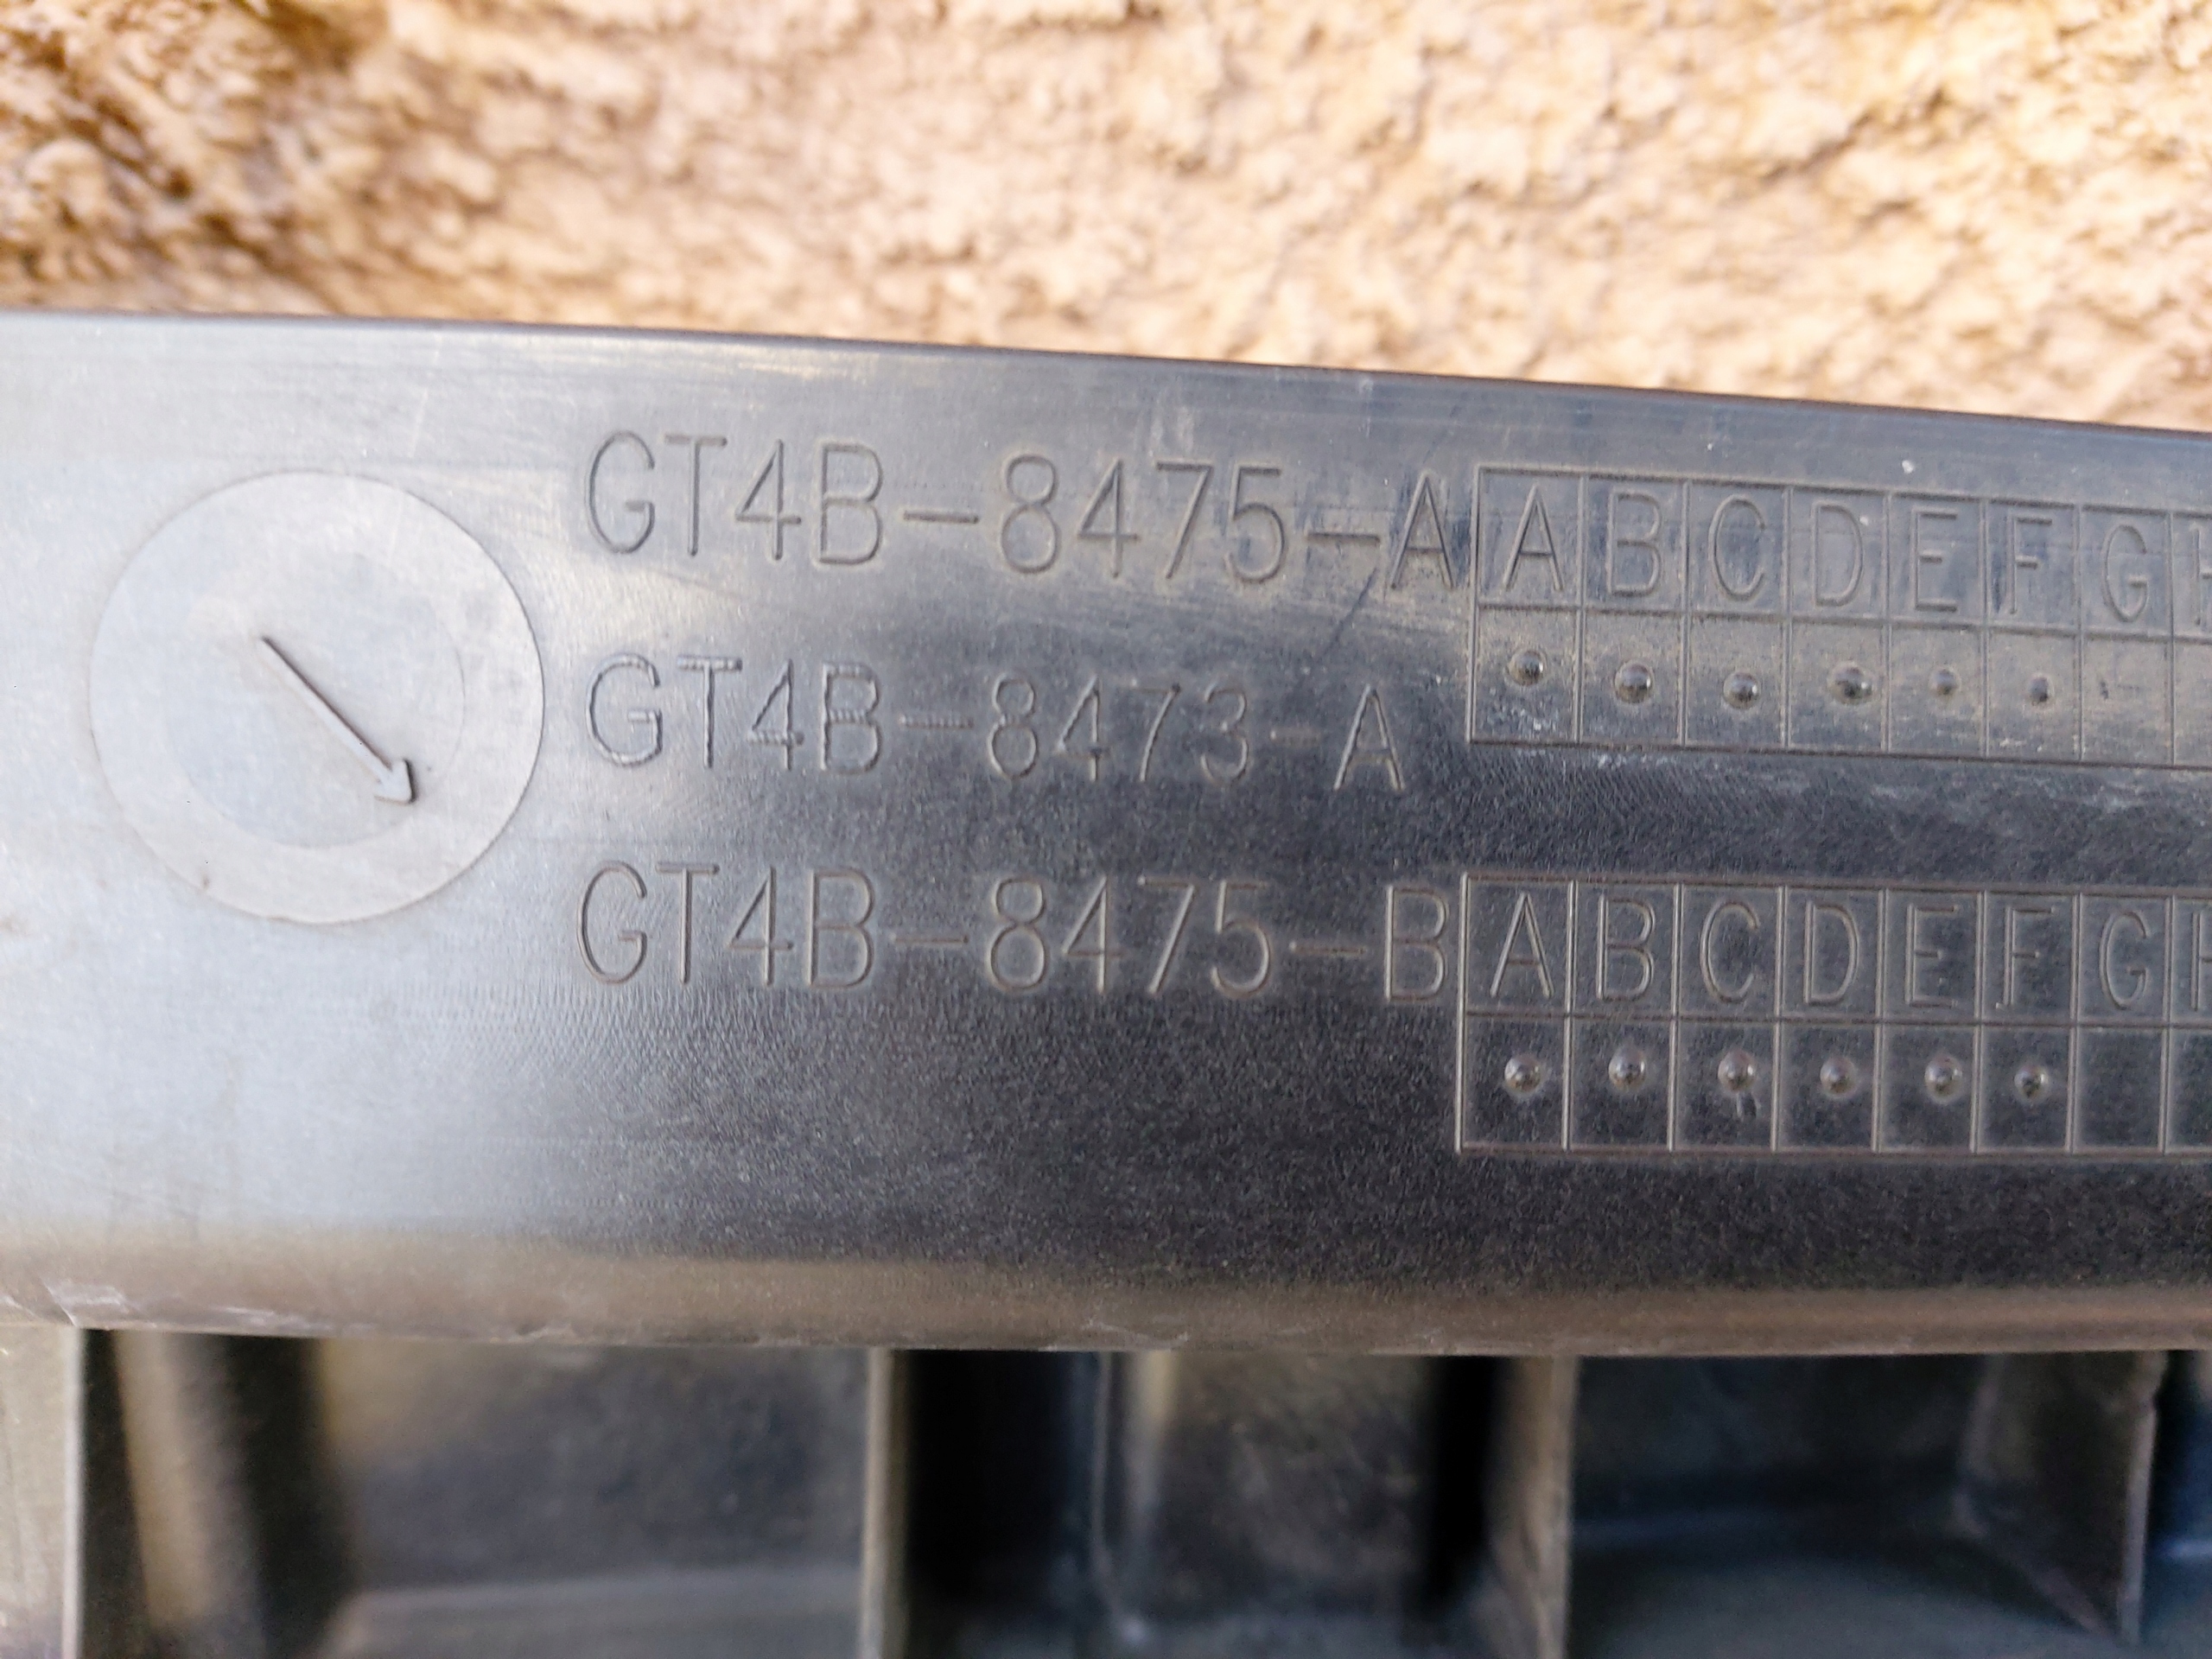 GT4B-8475-A A B C D E F G H
GT4B-8473-A
GT4B-8475-B A B C D E F G